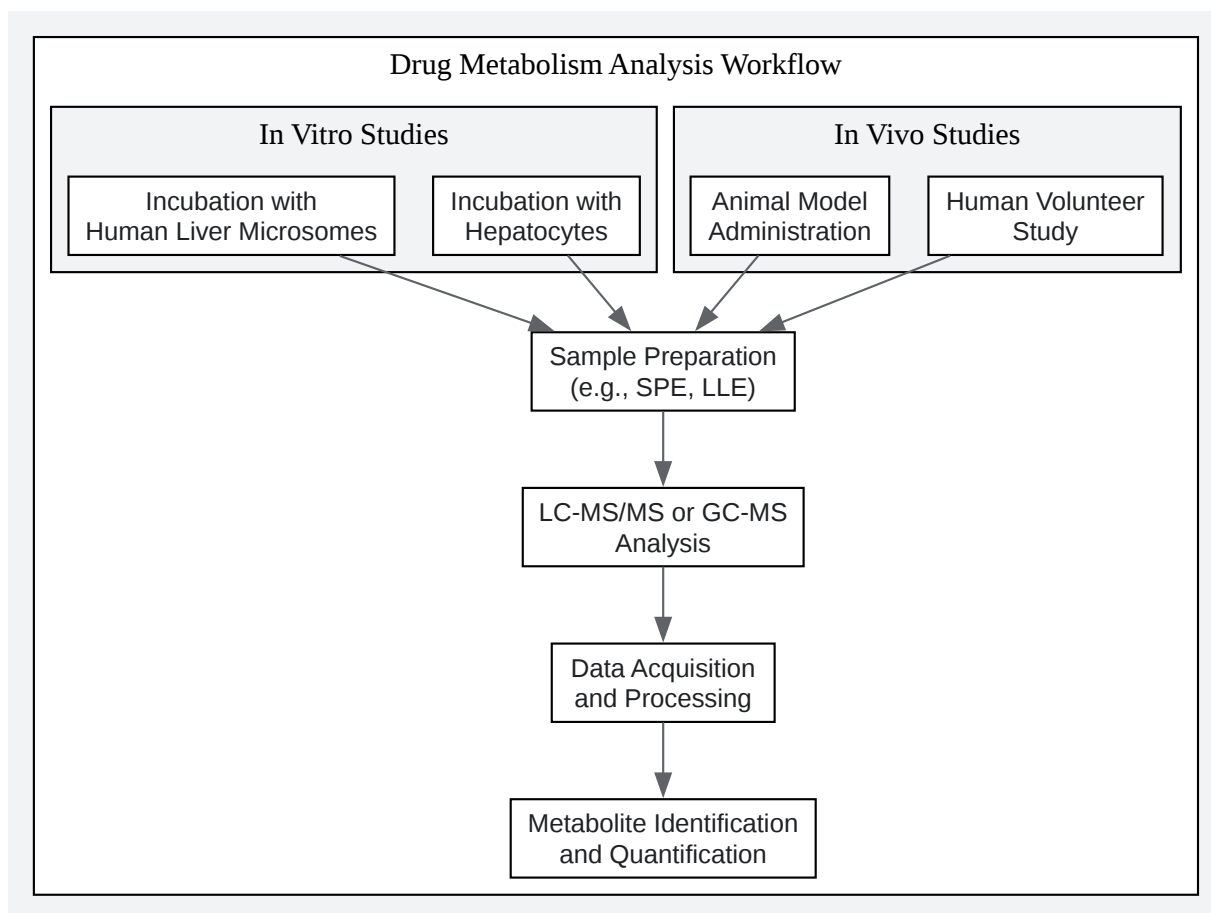 Drug Metabolism Analysis Workflow
In Vitro Studies
Incubation with
Human Liver Microsomes
Incubation with
Hepatocytes
In Vivo Studies
Animal Model
Administration
Human Volunteer
Study
Sample Preparation
(e.g., SPE, LLE)
LC-MS/MS or GC-MS
Analysis
Data Acquisition
and Processing
Metabolite Identification
and Quantification